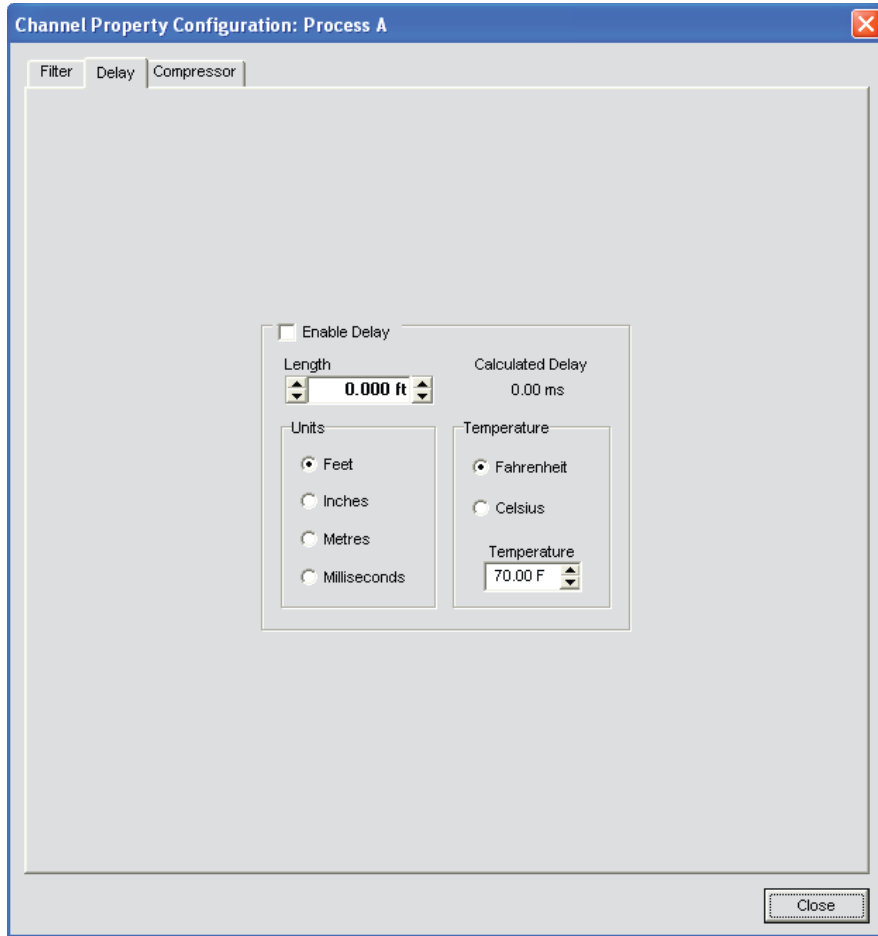 Channel Property Configuration: Process A
Filter
Delay
Compressor
Enable Delay
Length
Calculated Delay
0.000 ft
0.00 ms
Units
Temperature
Feet
Fahrenheit
Inches
Celsius
Metres
Temperature
Milliseconds
70.00 F
Close